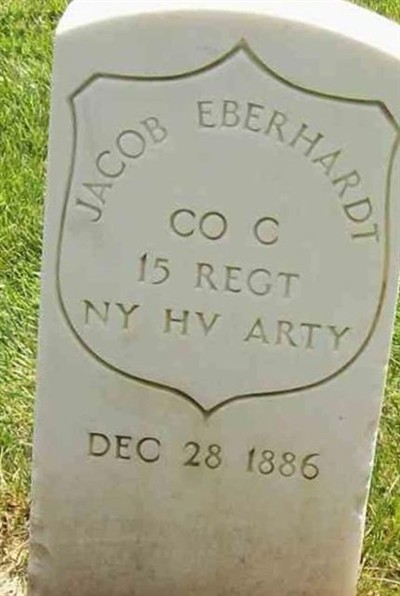 JACOB EBERHARDT
CO C
15 REGT
NY HV ARTY
DEC 28 1886